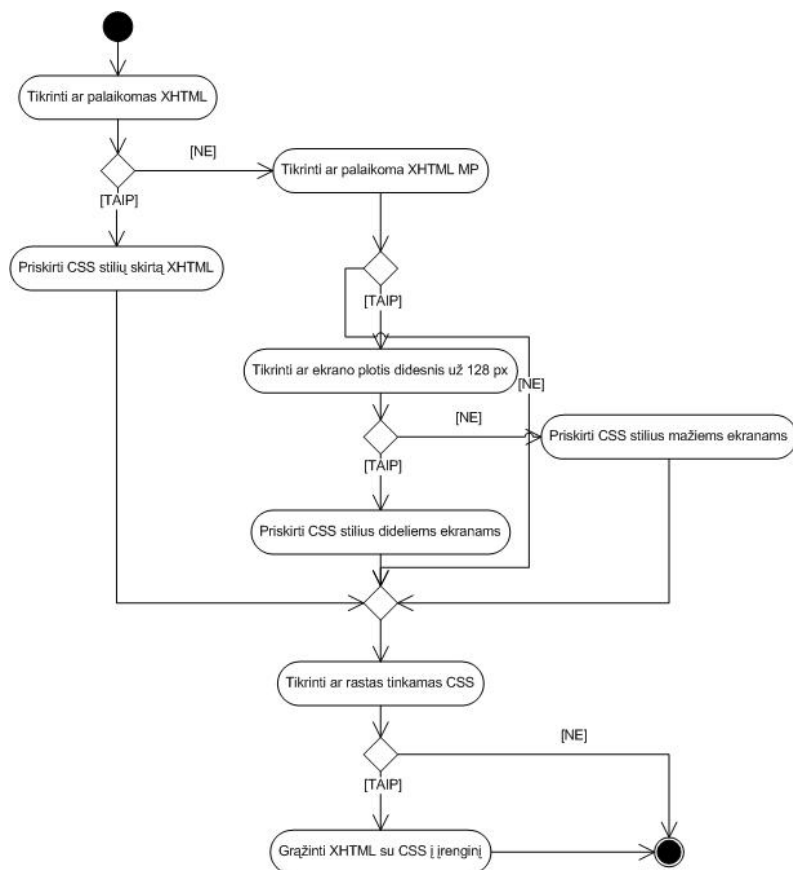 Tikrinti ar palaikomas XHTML
[NE]
Tikrinti ar palaikoma XHTML MP
[TAIP]
Priskirti CSS stilių skirtą XHTML
[TAIP]
Tikrinti ar ekrano plotis didesnis už 128 px
[NE]
[NE]
Priskirti CSS stilius mažiems ekranams
[TAIP]
Priskirti CSS stilius dideliems ekranams
Tikrinti ar rastas tinkamas CSS
[NE]
[TAIP]
Grąžinti XHTML su CSS į įrenginį